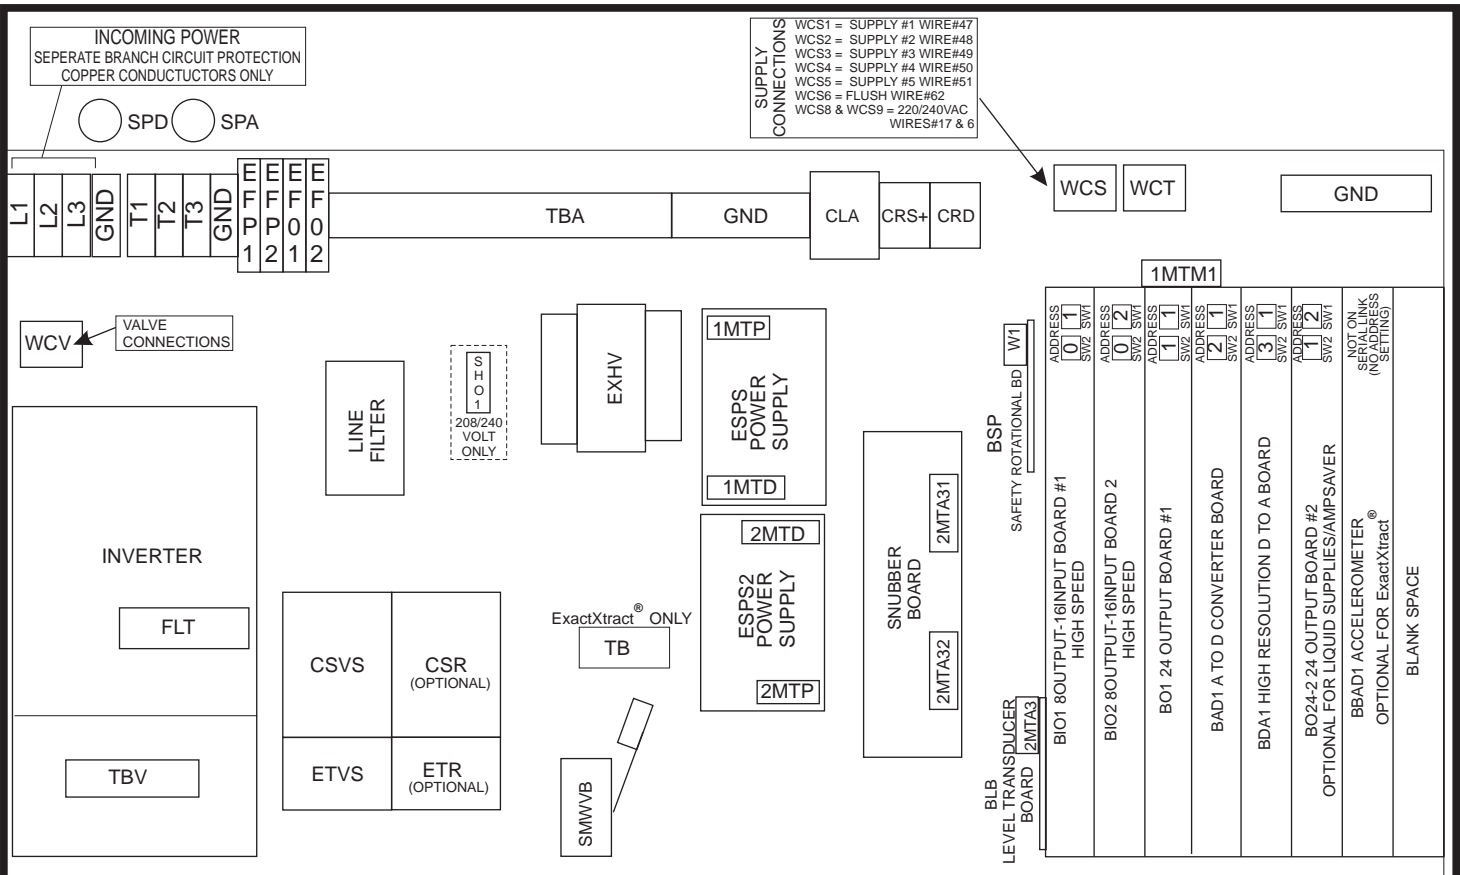 INCOMING POWER
SEPERATE BRANCH CIRCUIT PROTECTION
COPPER CONDUCTUCTORS ONLY
SPD
SPA
SUPPLY
CONNECTIONS
WCS1 = SUPPLY #1 WIRE#47
WCS2 = SUPPLY #2 WIRE#48
WCS3 = SUPPLY #3 WIRE#49
WCS4 = SUPPLY #4 WIRE#50
WCS5 = SUPPLY #5 WIRE#51
WCS6 = FLUSH WIRE#62
WCS8 & WCS9 = 220/240VAC
WIRES#17 & 6
L1
L2
L3
GND
T1
T2
T3
GND
EFP1
EFP2
EF01
EF02
TBA
GND
CLA
CRS+
CRD
WCS
WCT
GND
1MTM1
WCV
VALVE
CONNECTIONS
LINE
FILTER
SHO1
208/240
VOLT
ONLY
EXHV
1MTP
ESPS
POWER
SUPPLY
1MTD
2MTD
ESPS2
POWER
SUPPLY
2MTP
INVERTER
FLT
TBV
CSVS
CSR
(OPTIONAL)
ETVS
ETR
(OPTIONAL)
ExactXtract® ONLY
TB
SMWVB
SNUBBER
BOARD
2MTA31
2MTA32
W1
BSP
SAFETY ROTATIONAL BD
BLB
LEVEL TRANSDUCER
BOARD
2MTA3
ADDRESS
0 1
SW2 SW1
BIO1 8OUTPUT-16INPUT BOARD #1
HIGH SPEED
ADDRESS
0 2
SW2 SW1
BIO2 8OUTPUT-16INPUT BOARD 2
HIGH SPEED
ADDRESS
1 1
SW2 SW1
BO1 24 OUTPUT BOARD #1
ADDRESS
2 1
SW2 SW1
BAD1 A TO D CONVERTER BOARD
ADDRESS
3 1
SW2 SW1
BDA1 HIGH RESOLUTION D TO A BOARD
ADDRESS
1 2
SW2 SW1
BO24-2 24 OUTPUT BOARD #2
OPTIONAL FOR LIQUID SUPPLIES/AMPSAVER
NOT ON
SERIAL LINK
(NO ADDRESS
SETTING)
BBAD1 ACCELEROMETER
OPTIONAL FOR ExactXtract®
BLANK SPACE